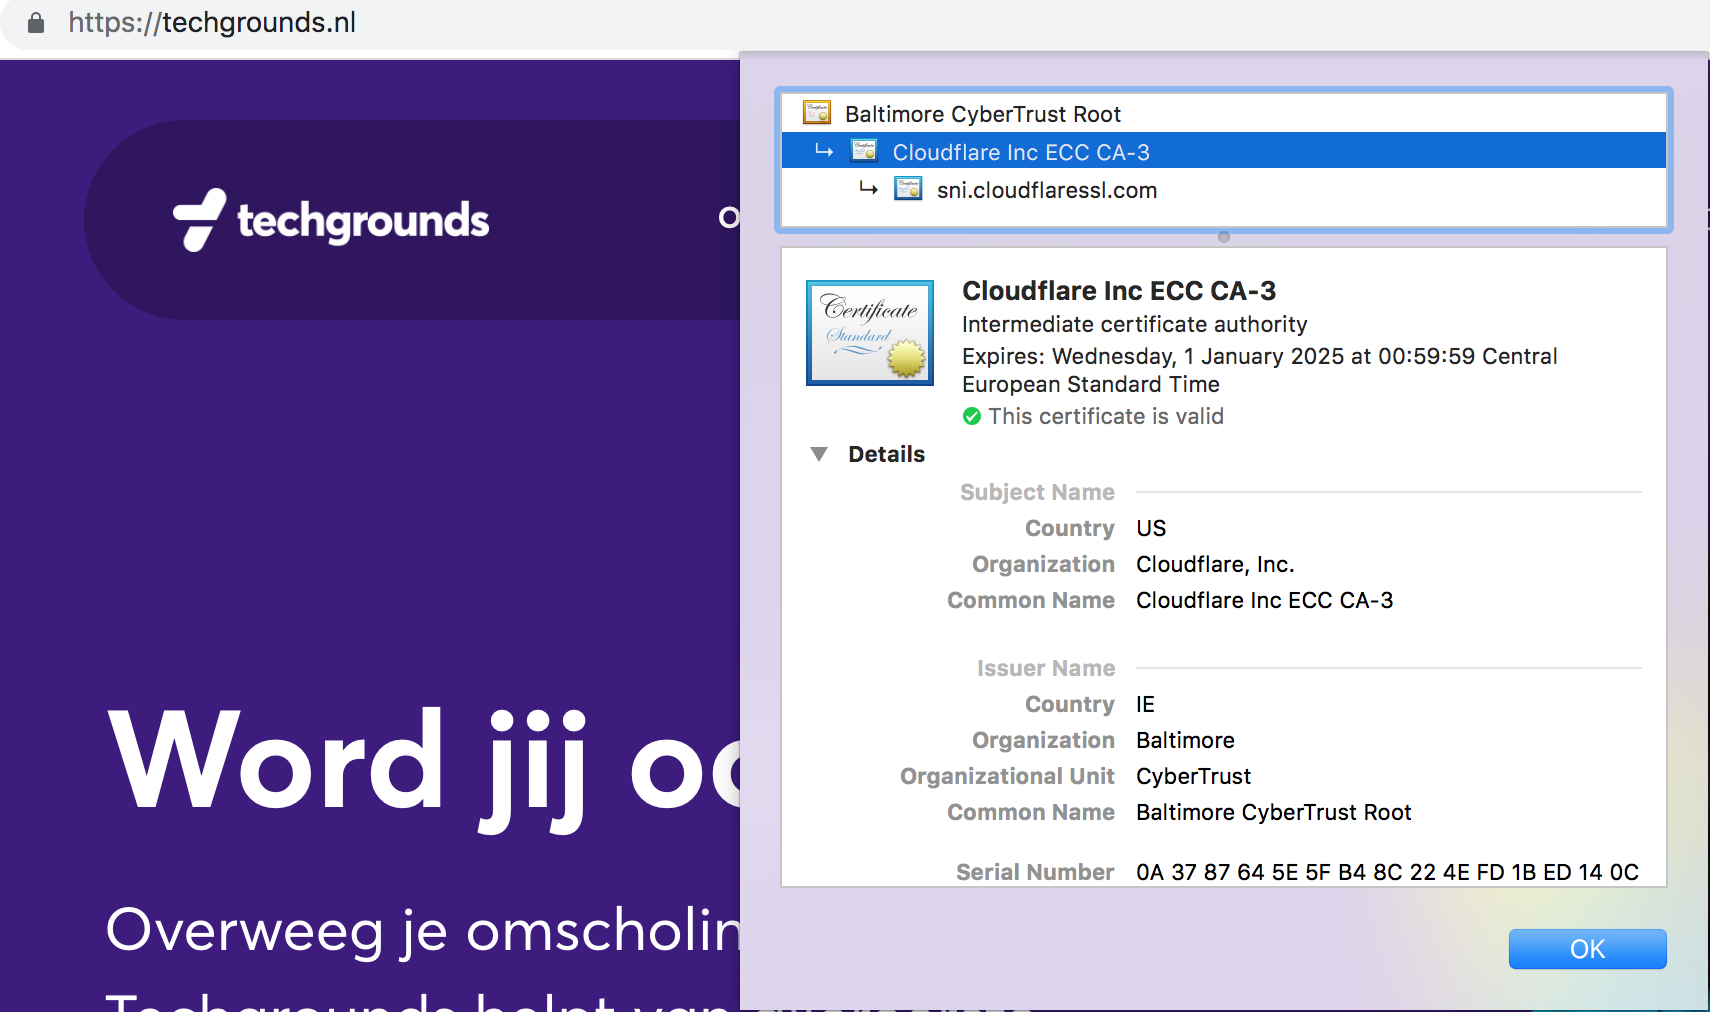 https://techgrounds.nl
Baltimore CyberTrust Root
Cloudflare Inc ECC CA-3
sni.cloudflaressl.com
techgrounds
Certificate
Standard
Cloudflare Inc ECC CA-3
Intermediate certificate authority
Expires: Wednesday, 1 January 2025 at 00:59:59 Central
European Standard Time
This certificate is valid
Details
Subject Name
Country US
Organization Cloudflare, Inc.
Common Name Cloudflare Inc ECC CA-3
Issuer Name
Country IE
Organization Baltimore
Organizational Unit CyberTrust
Common Name Baltimore CyberTrust Root
Serial Number 0A 37 87 64 5E 5F B4 8C 22 4E FD 1B ED 14 0C
OK
Word jij oo
Overweeg je omscholin
Techgrounds helpt van